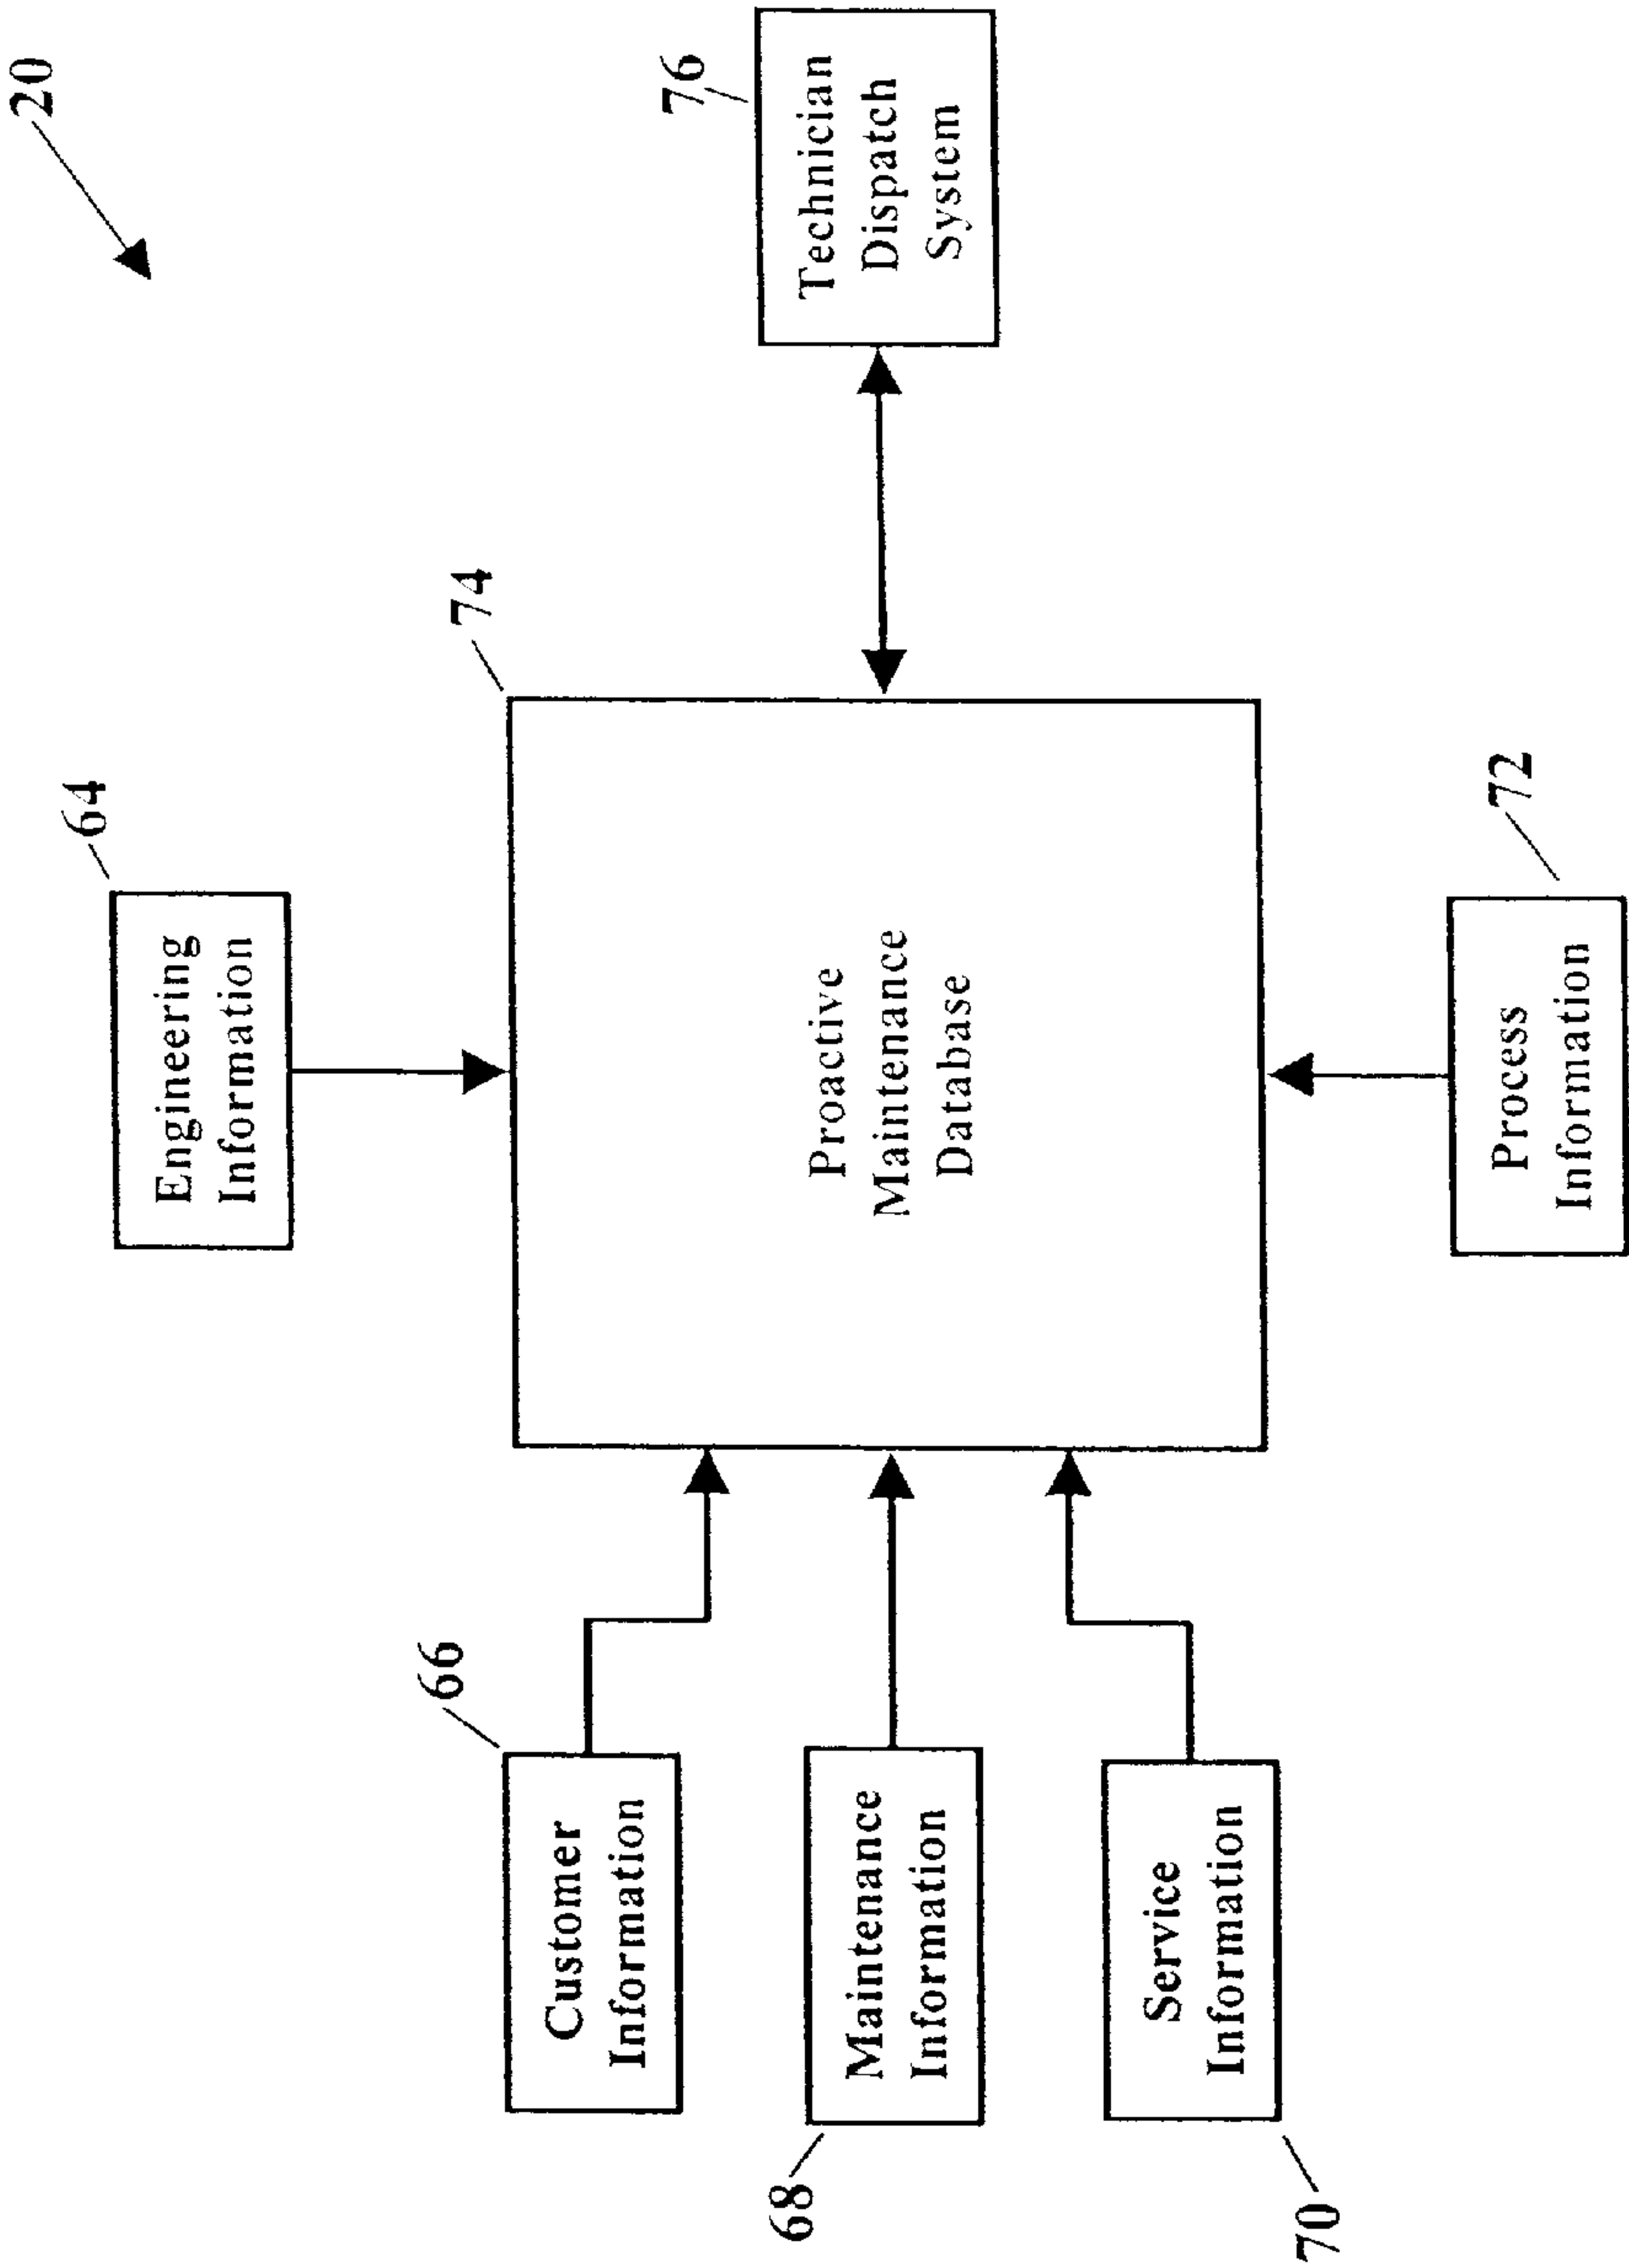 20
64
Engineering
Information
66
Customer
Information
74
Proactive
Maintenance
Database
76
Technician
Dispatch
System
68
Maintenance
Information
70
Service
Information
72
Process
Information